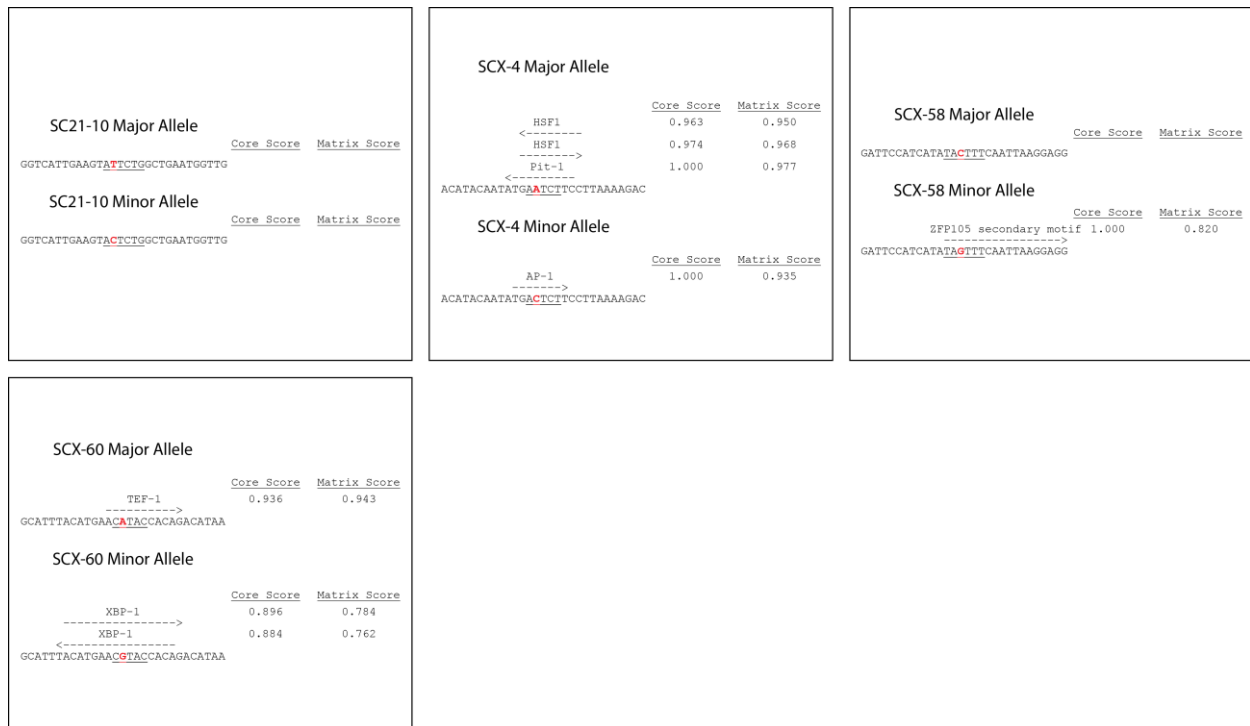 SC21-10 Major Allele
Core Score Matrix Score
GGTCATTGAAGTATTCTGGCTGAATGGTTG
SC21-10 Minor Allele
Core Score Matrix Score
GGTCATTGAAGTACTCTGGCTGAATGGTTG
SCX-4 Major Allele
Core Score Matrix Score
HSF1 0.963 0.950
<--------
HSF1 0.974 0.968
-------->
Pit-1 1.000 0.977
<---------
ACATACAATATGAATCTTCCTTAAAAGAC
SCX-4 Minor Allele
Core Score Matrix Score
AP-1 1.000 0.935
------->
ACATACAATATGACTCTTCCTTAAAAGAC
SCX-58 Major Allele
Core Score Matrix Score
GATTCCATCATATACTTTCAATTAAGGAGG
SCX-58 Minor Allele
Core Score Matrix Score
ZFP105 secondary motif 1.000 0.820
----------------->
GATTCCATCATATAGTTTCAATTAAGGAGG
SCX-60 Major Allele
Core Score Matrix Score
TEF-1 0.936 0.943
---------->
GCATTTACATGAACATACCACAGACATAA
SCX-60 Minor Allele
Core Score Matrix Score
XBP-1 0.896 0.784
---------------->
XBP-1 0.884 0.762
<----------------
GCATTTACATGAACGTACCACAGACATAA